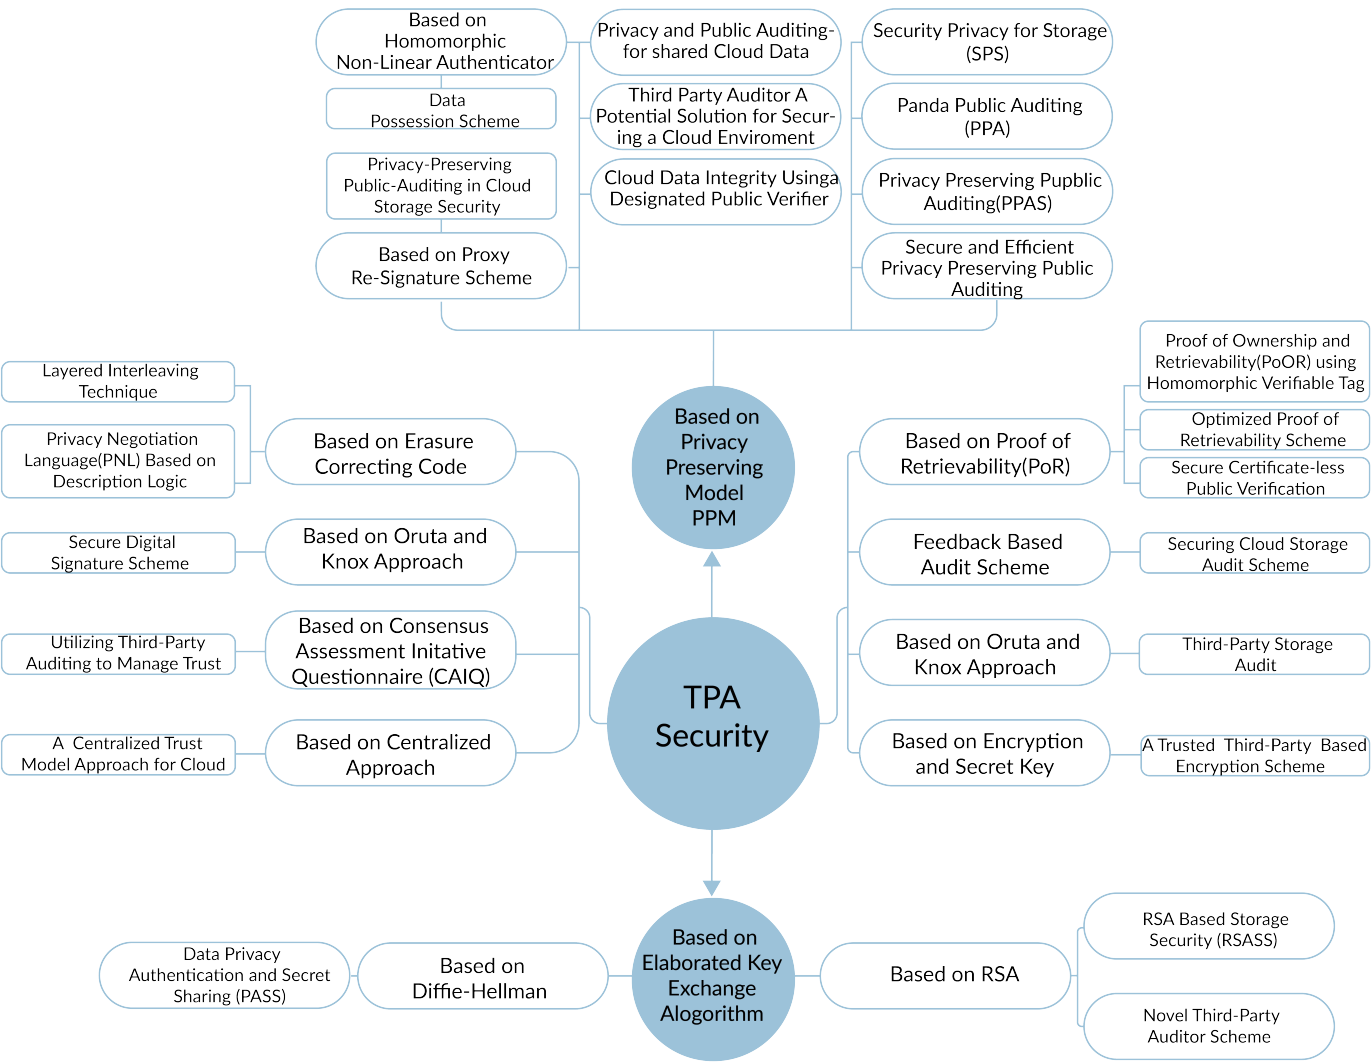 Based on
Homomorphic
Non-Linear Authenticator
Data
Possession Scheme
Privacy-Preserving
Public-Auditing in Cloud
Storage Security
Based on Proxy
Re-Signature Scheme
Privacy and Public Auditing-
for shared Cloud Data
Third Party Auditor A
Potential Solution for Secur-
ing a Cloud Enviroment
Cloud Data Integrity Usinga
Designated Public Verifier
Security Privacy for Storage
(SPS)
Panda Public Auditing
(PPA)
Privacy Preserving Pupblic
Auditing(PPAS)
Secure and Efficient
Privacy Preserving Public
Auditing
Based on
Privacy
Preserving
Model
PPM
Layered Interleaving
Technique
Privacy Negotiation
Language(PNL) Based on
Description Logic
Based on Erasure
Correcting Code
Secure Digital
Signature Scheme
Based on Oruta and
Knox Approach
Utilizing Third-Party
Auditing to Manage Trust
Based on Consensus
Assessment Initative
Questionnaire (CAIQ)
A Centralized Trust
Model Approach for Cloud
Based on Centralized
Approach
TPA
Security
Based on Proof of
Retrievability(PoR)
Proof of Ownership and
Retrievability(PoOR) using
Homomorphic Verifiable Tag
Optimized Proof of
Retrievability Scheme
Secure Certificate-less
Public Verification
Feedback Based
Audit Scheme
Securing Cloud Storage
Audit Scheme
Based on Oruta and
Knox Approach
Third-Party Storage
Audit
Based on Encryption
and Secret Key
A Trusted Third-Party Based
Encryption Scheme
Based on
Elaborated Key
Exchange
Alogorithm
Data Privacy
Authentication and Secret
Sharing (PASS)
Based on
Diffie-Hellman
Based on RSA
RSA Based Storage
Security (RSASS)
Novel Third-Party
Auditor Scheme